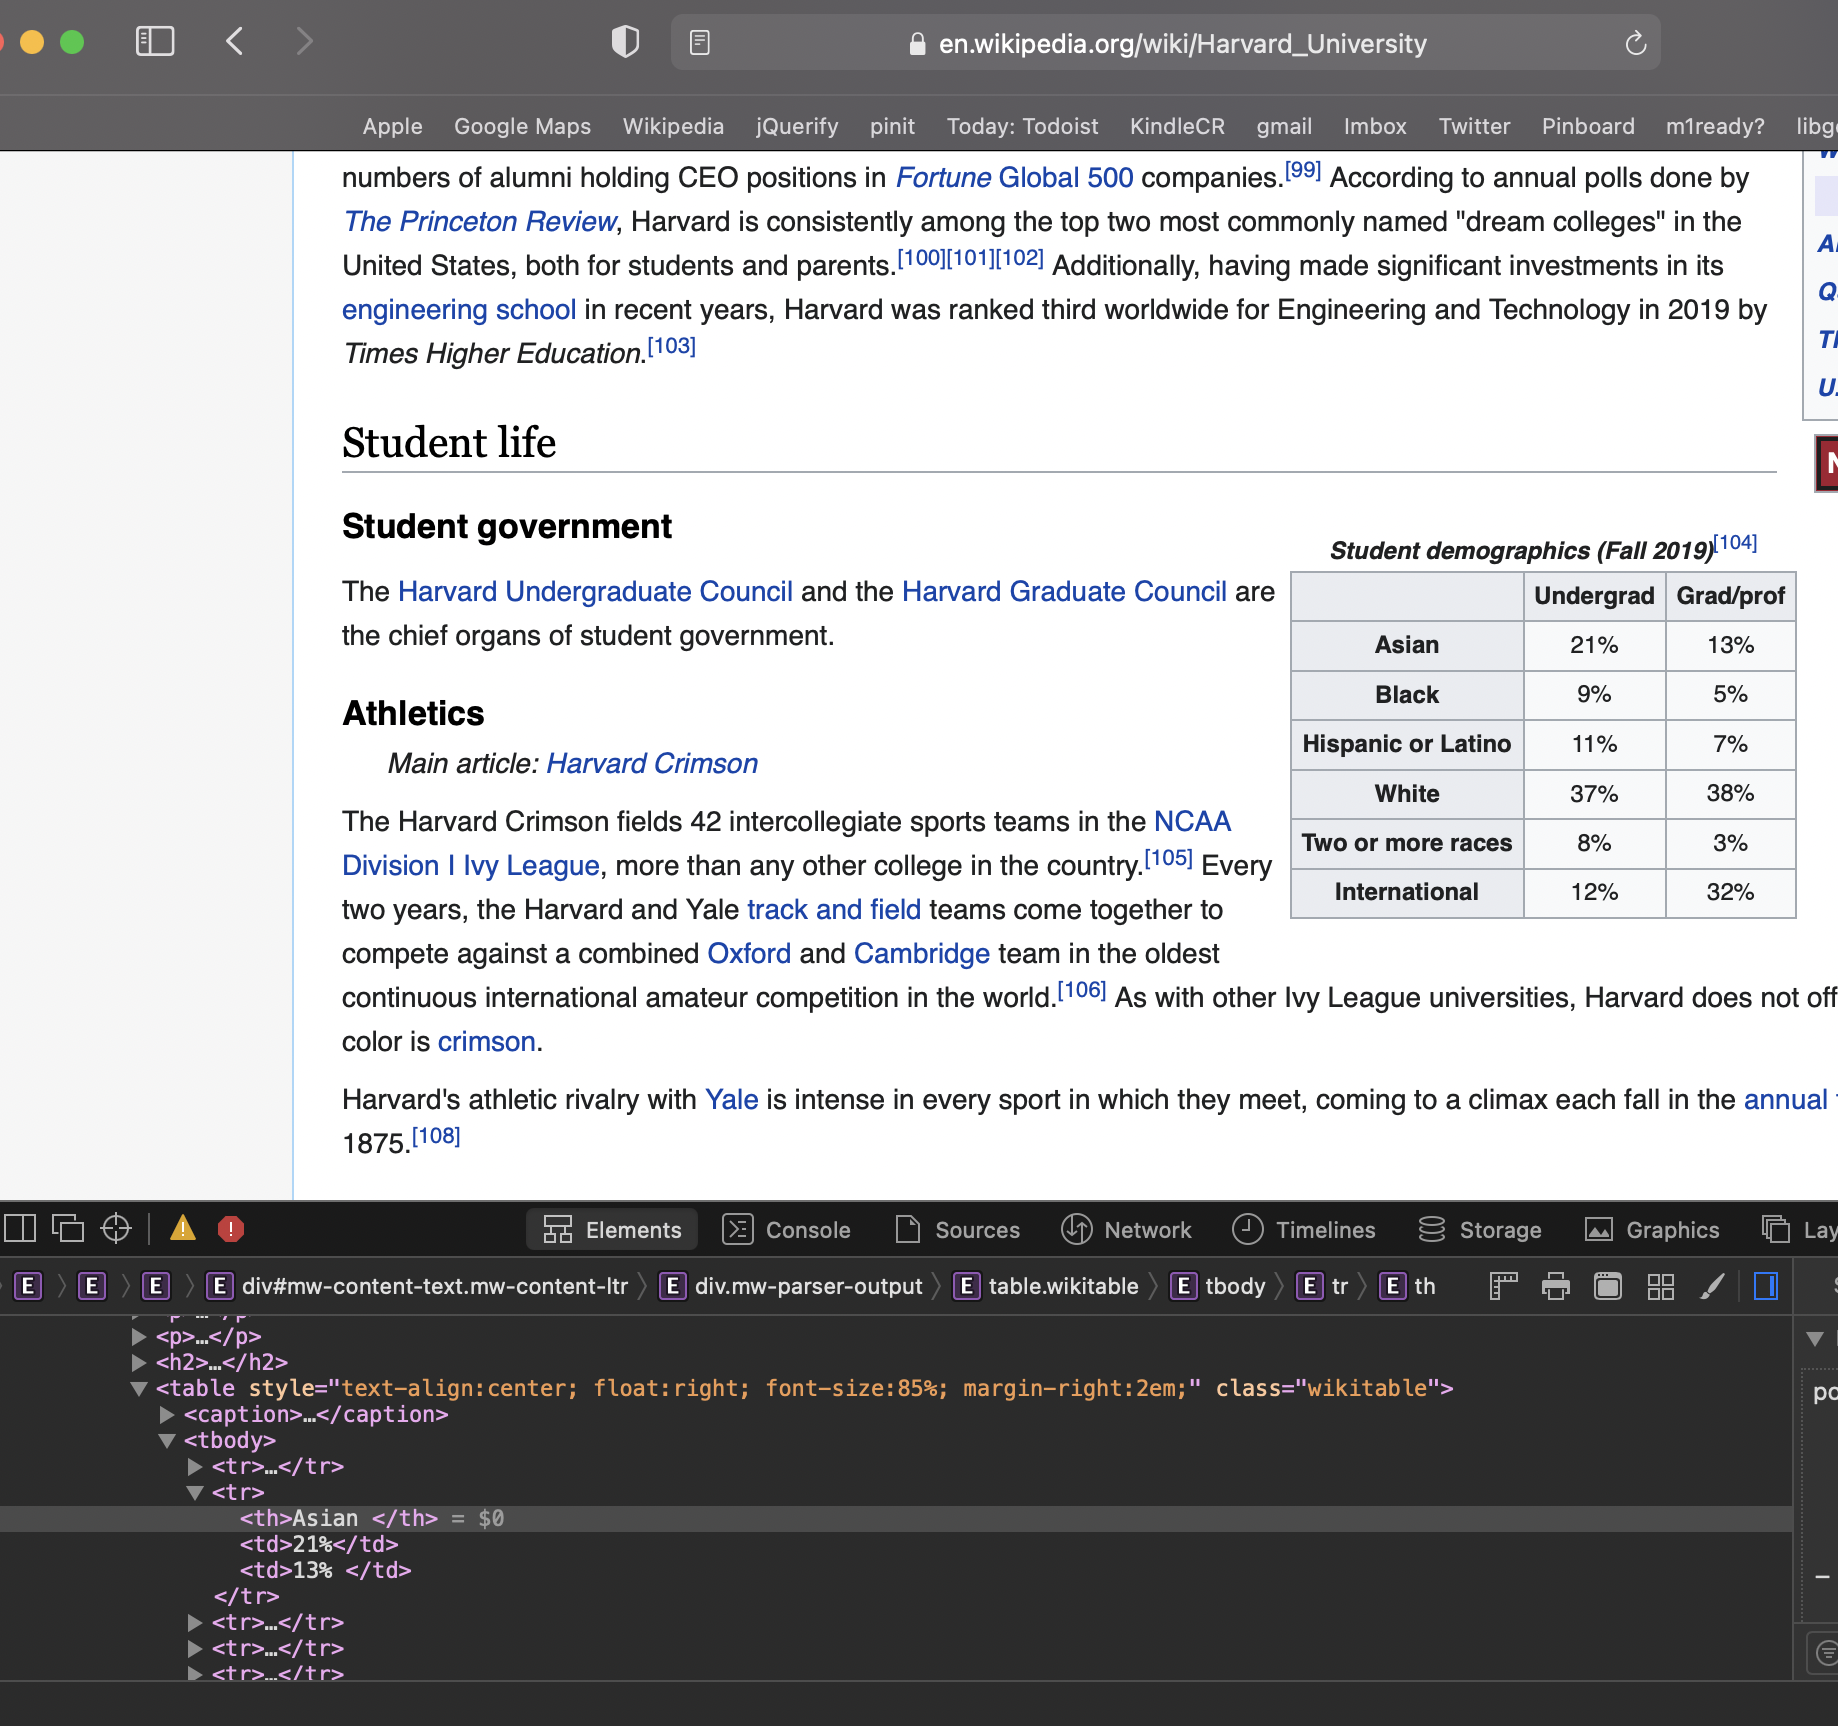 en.wikipedia.org/wiki/Harvard_University
Apple Google Maps Wikipedia jQuerify pinit Today: Todoist KindleCR gmail Imbox Twitter Pinboard m1ready?
numbers of alumni holding CEO positions in Fortune Global 500 companies.[99] According to annual polls done by
The Princeton Review, Harvard is consistently among the top two most commonly named "dream colleges" in the
United States, both for students and parents.[100][101][102] Additionally, having made significant investments in its
engineering school in recent years, Harvard was ranked third worldwide for Engineering and Technology in 2019 by
Times Higher Education.[103]
Student life
Student government
The Harvard Undergraduate Council and the Harvard Graduate Council are
the chief organs of student government.
Athletics
Main article: Harvard Crimson
The Harvard Crimson fields 42 intercollegiate sports teams in the NCAA
Division I Ivy League, more than any other college in the country.[105] Every
two years, the Harvard and Yale track and field teams come together to
compete against a combined Oxford and Cambridge team in the oldest
continuous international amateur competition in the world.[106] As with other Ivy League universities, Harvard does not off
color is crimson.
Harvard's athletic rivalry with Yale is intense in every sport in which they meet, coming to a climax each fall in the annual
1875.[108]
Student demographics (Fall 2019)[104]
Undergrad Grad/prof
Asian 21% 13%
Black 9% 5%
Hispanic or Latino 11% 7%
White 37% 38%
Two or more races 8% 3%
International 12% 32%
Elements Console Sources Network Timelines Storage Graphics Lay
E E E E div#mw-content-text.mw-content-ltr E div.mw-parser-output E table.wikitable E tbody E tr E th
<p>…</p>
<h2>…</h2>
<table style="text-align:center; float:right; font-size:85%; margin-right:2em;" class="wikitable">
<caption>…</caption>
<tbody>
<tr>…</tr>
<tr>
<th>Asian </th> = $0
<td>21%</td>
<td>13% </td>
</tr>
<tr>…</tr>
<tr>…</tr>
<tr>…</tr>